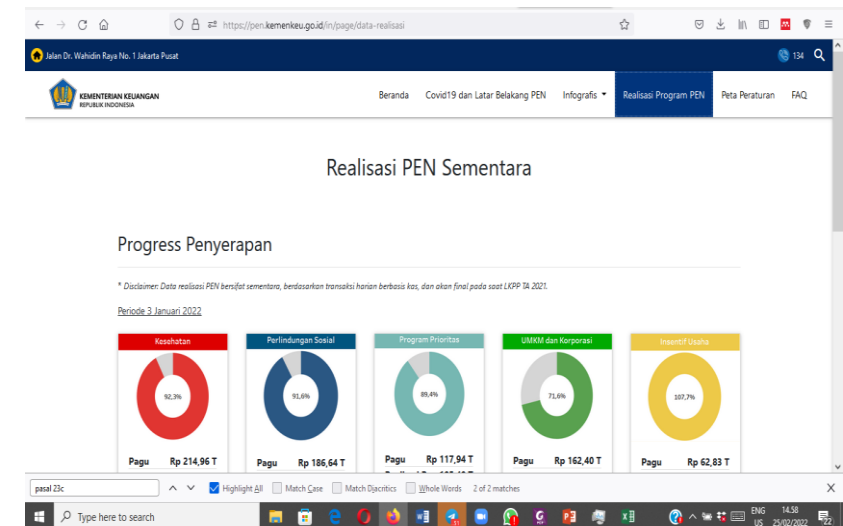 https://pen.kemenkeu.go.id/in/page/data-realisasi
Jalan Dr. Wahidin Raya No. 1 Jakarta Pusat
134
KEMENTERIAN KEUANGAN
REPUBLIK INDONESIA
Beranda Covid19 dan Latar Belakang PEN Infografis Realisasi Program PEN Peta Peraturan FAQ
Realisasi PEN Sementara
Progress Penyerapan
* Disclaimer: Data realisasi PEN bersifat sementara, berdasarkan transaksi harian berbasis kas, dan akan final pada saat LKPP TA 2021.
Periode 3 Januari 2022
Kesehatan Perlindungan Sosial Program Prioritas UMKM dan Korporasi Insentif Usaha
92,3% 91,6% 89,4% 71,6% 107,7%
Pagu Rp 214,96 T Pagu Rp 186,64 T Pagu Rp 117,94 T Pagu Rp 162,40 T Pagu Rp 62,83 T
pasal 23c Highlight All Match Case Match Diacritics Whole Words 2 of 2 matches
Type here to search
ENG 14.58
US 25/02/2022 22